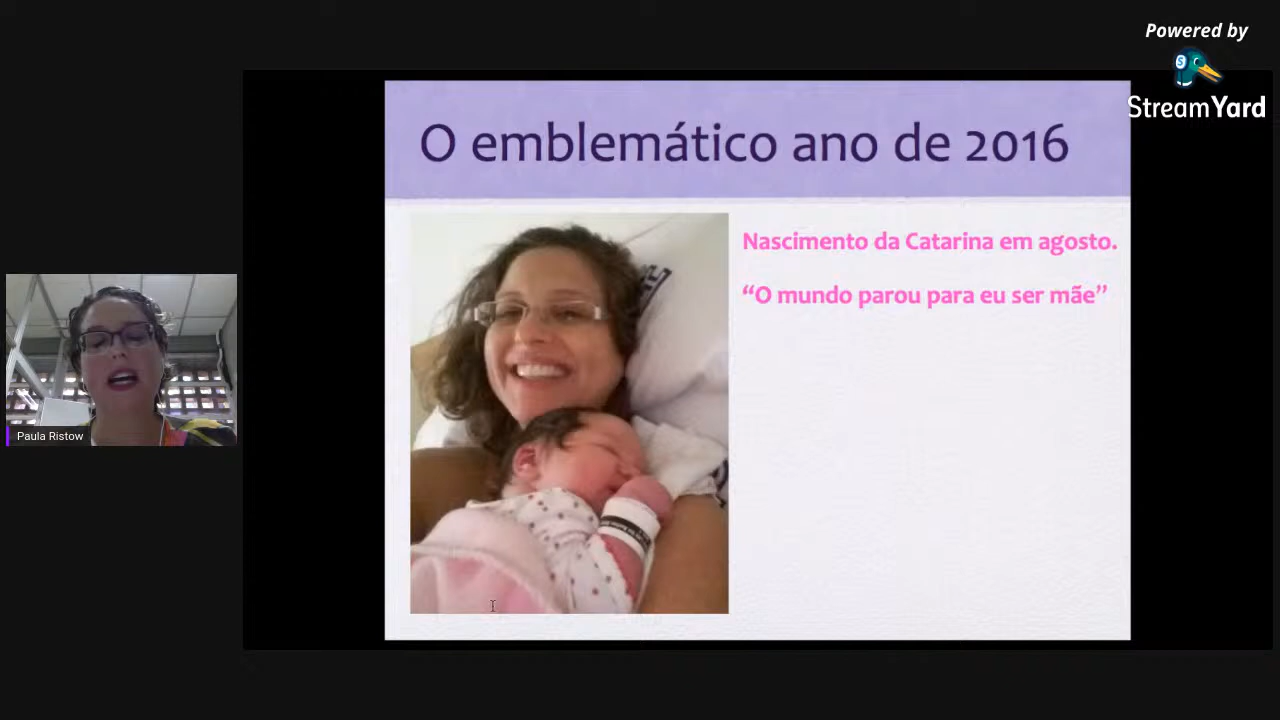 Powered by
StreamYard
O emblemático ano de 2016
Nascimento da Catarina em agosto.
“O mundo parou para eu ser mãe”
Paula Ristow